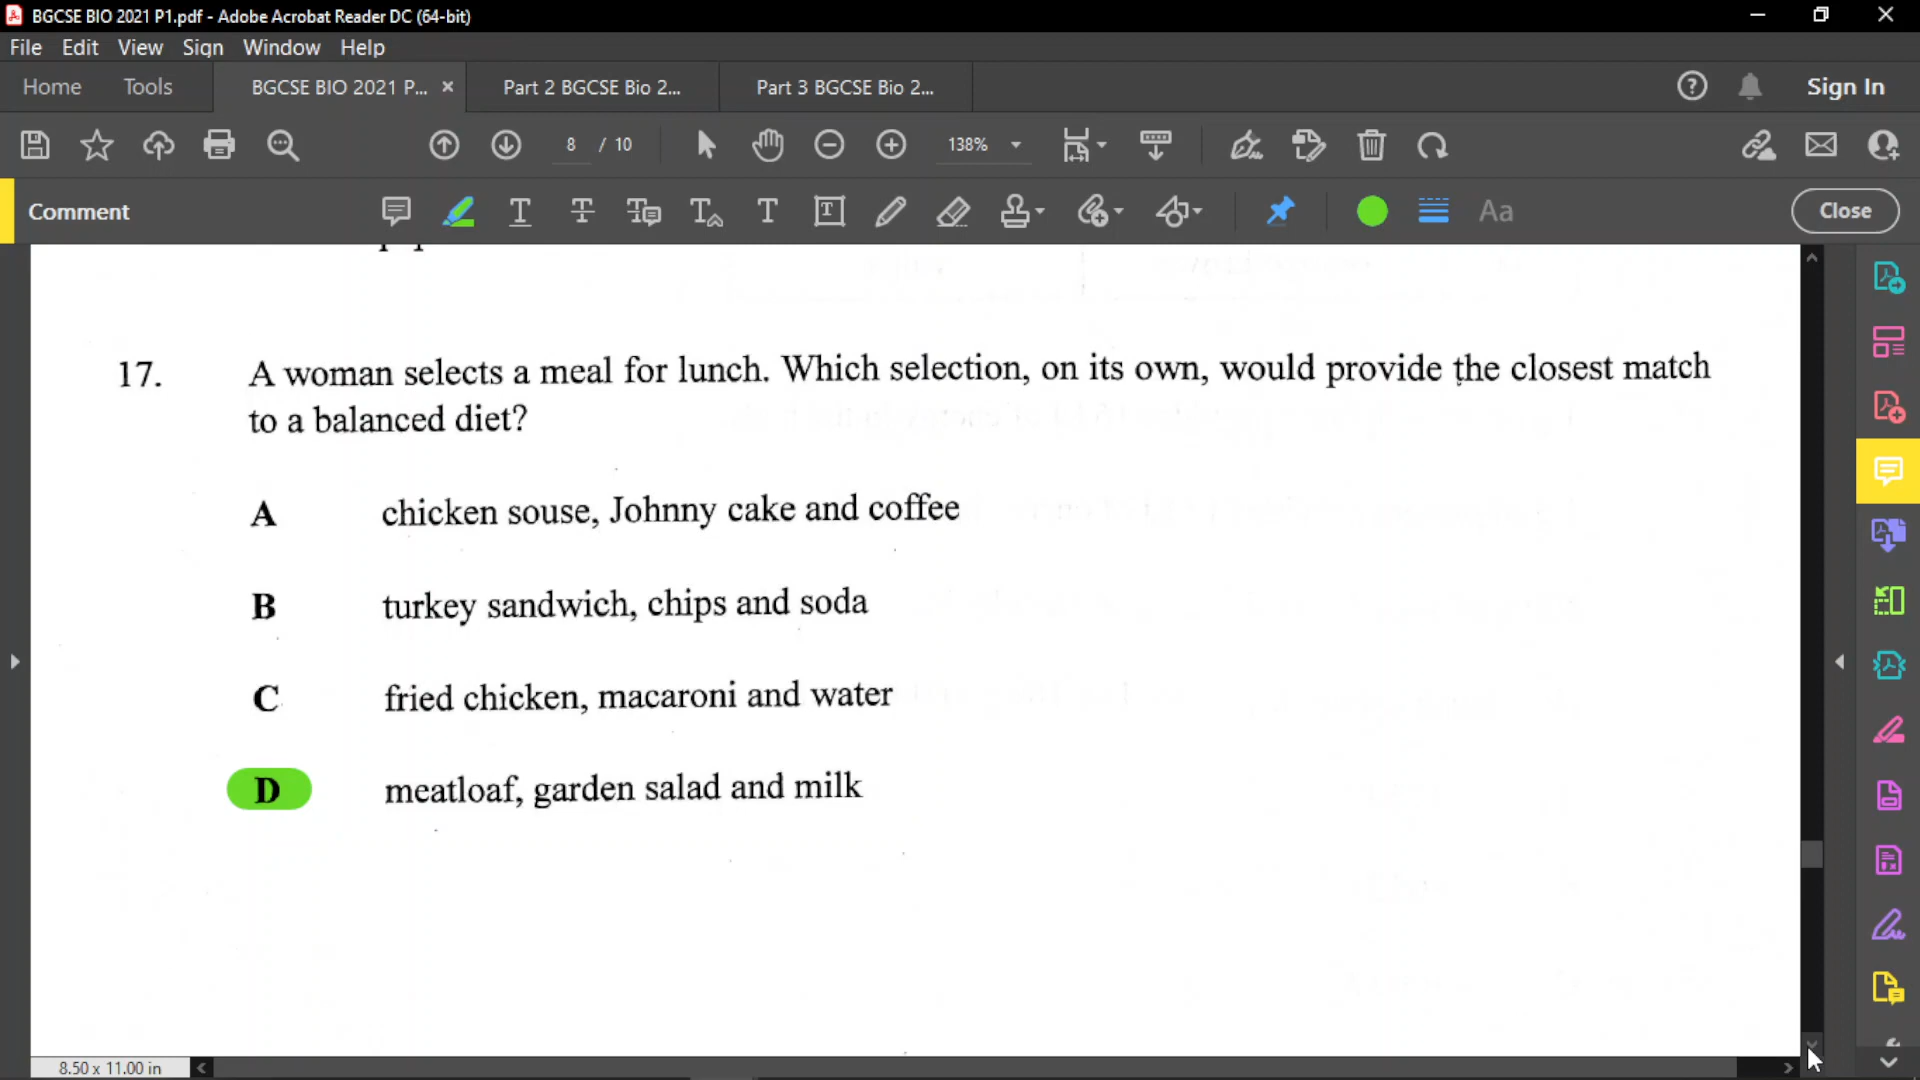 BGCSE BIO 2021 P1.pdf - Adobe Acrobat Reader DC (64-bit)
File Edit View Sign Window Help
Home Tools BGCSE BIO 2021 P... × Part 2 BGCSE Bio 2... Part 3 BGCSE Bio 2... Sign In
8 / 10 138%
Comment Aa Close
17. A woman selects a meal for lunch. Which selection, on its own, would provide the closest match
to a balanced diet?
A chicken souse, Johnny cake and coffee
B turkey sandwich, chips and soda
C fried chicken, macaroni and water
D meatloaf, garden salad and milk
8.50 x 11.00 in